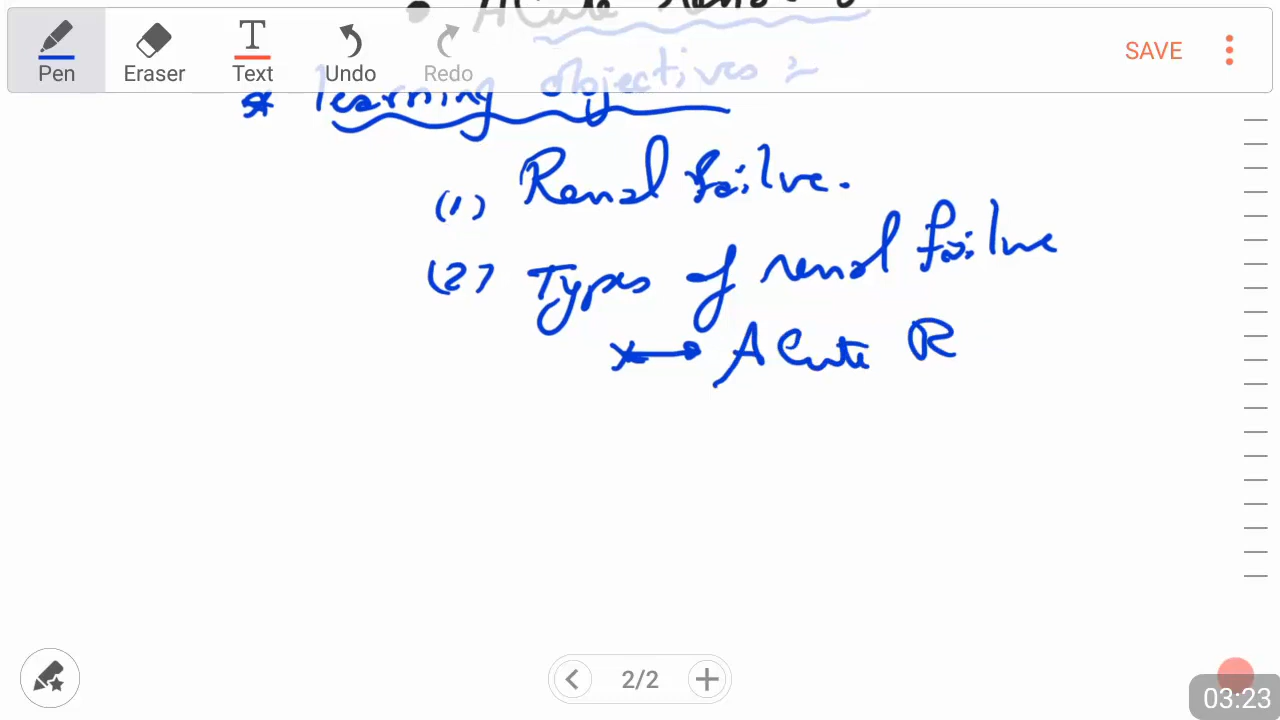 • Acute
* learning objectives :-
Pen Eraser Text Undo Redo SAVE
(1) Renal failure.
(2) Types of renal failure
Acute R
2/2
03:23